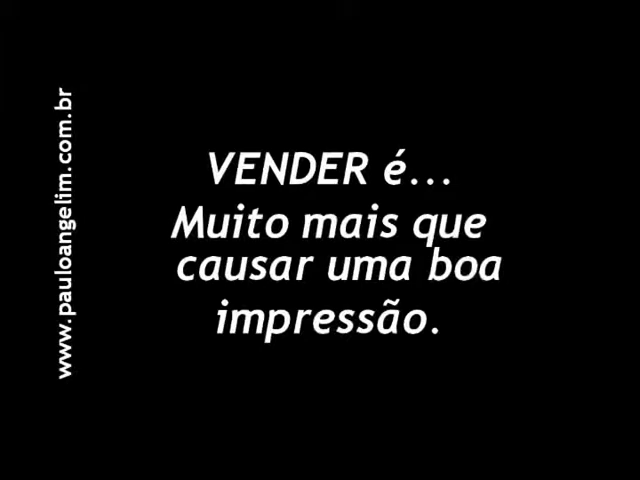 www.pauloangelim.com.br
VENDER é...
Muito mais que
causar uma boa
impressão.